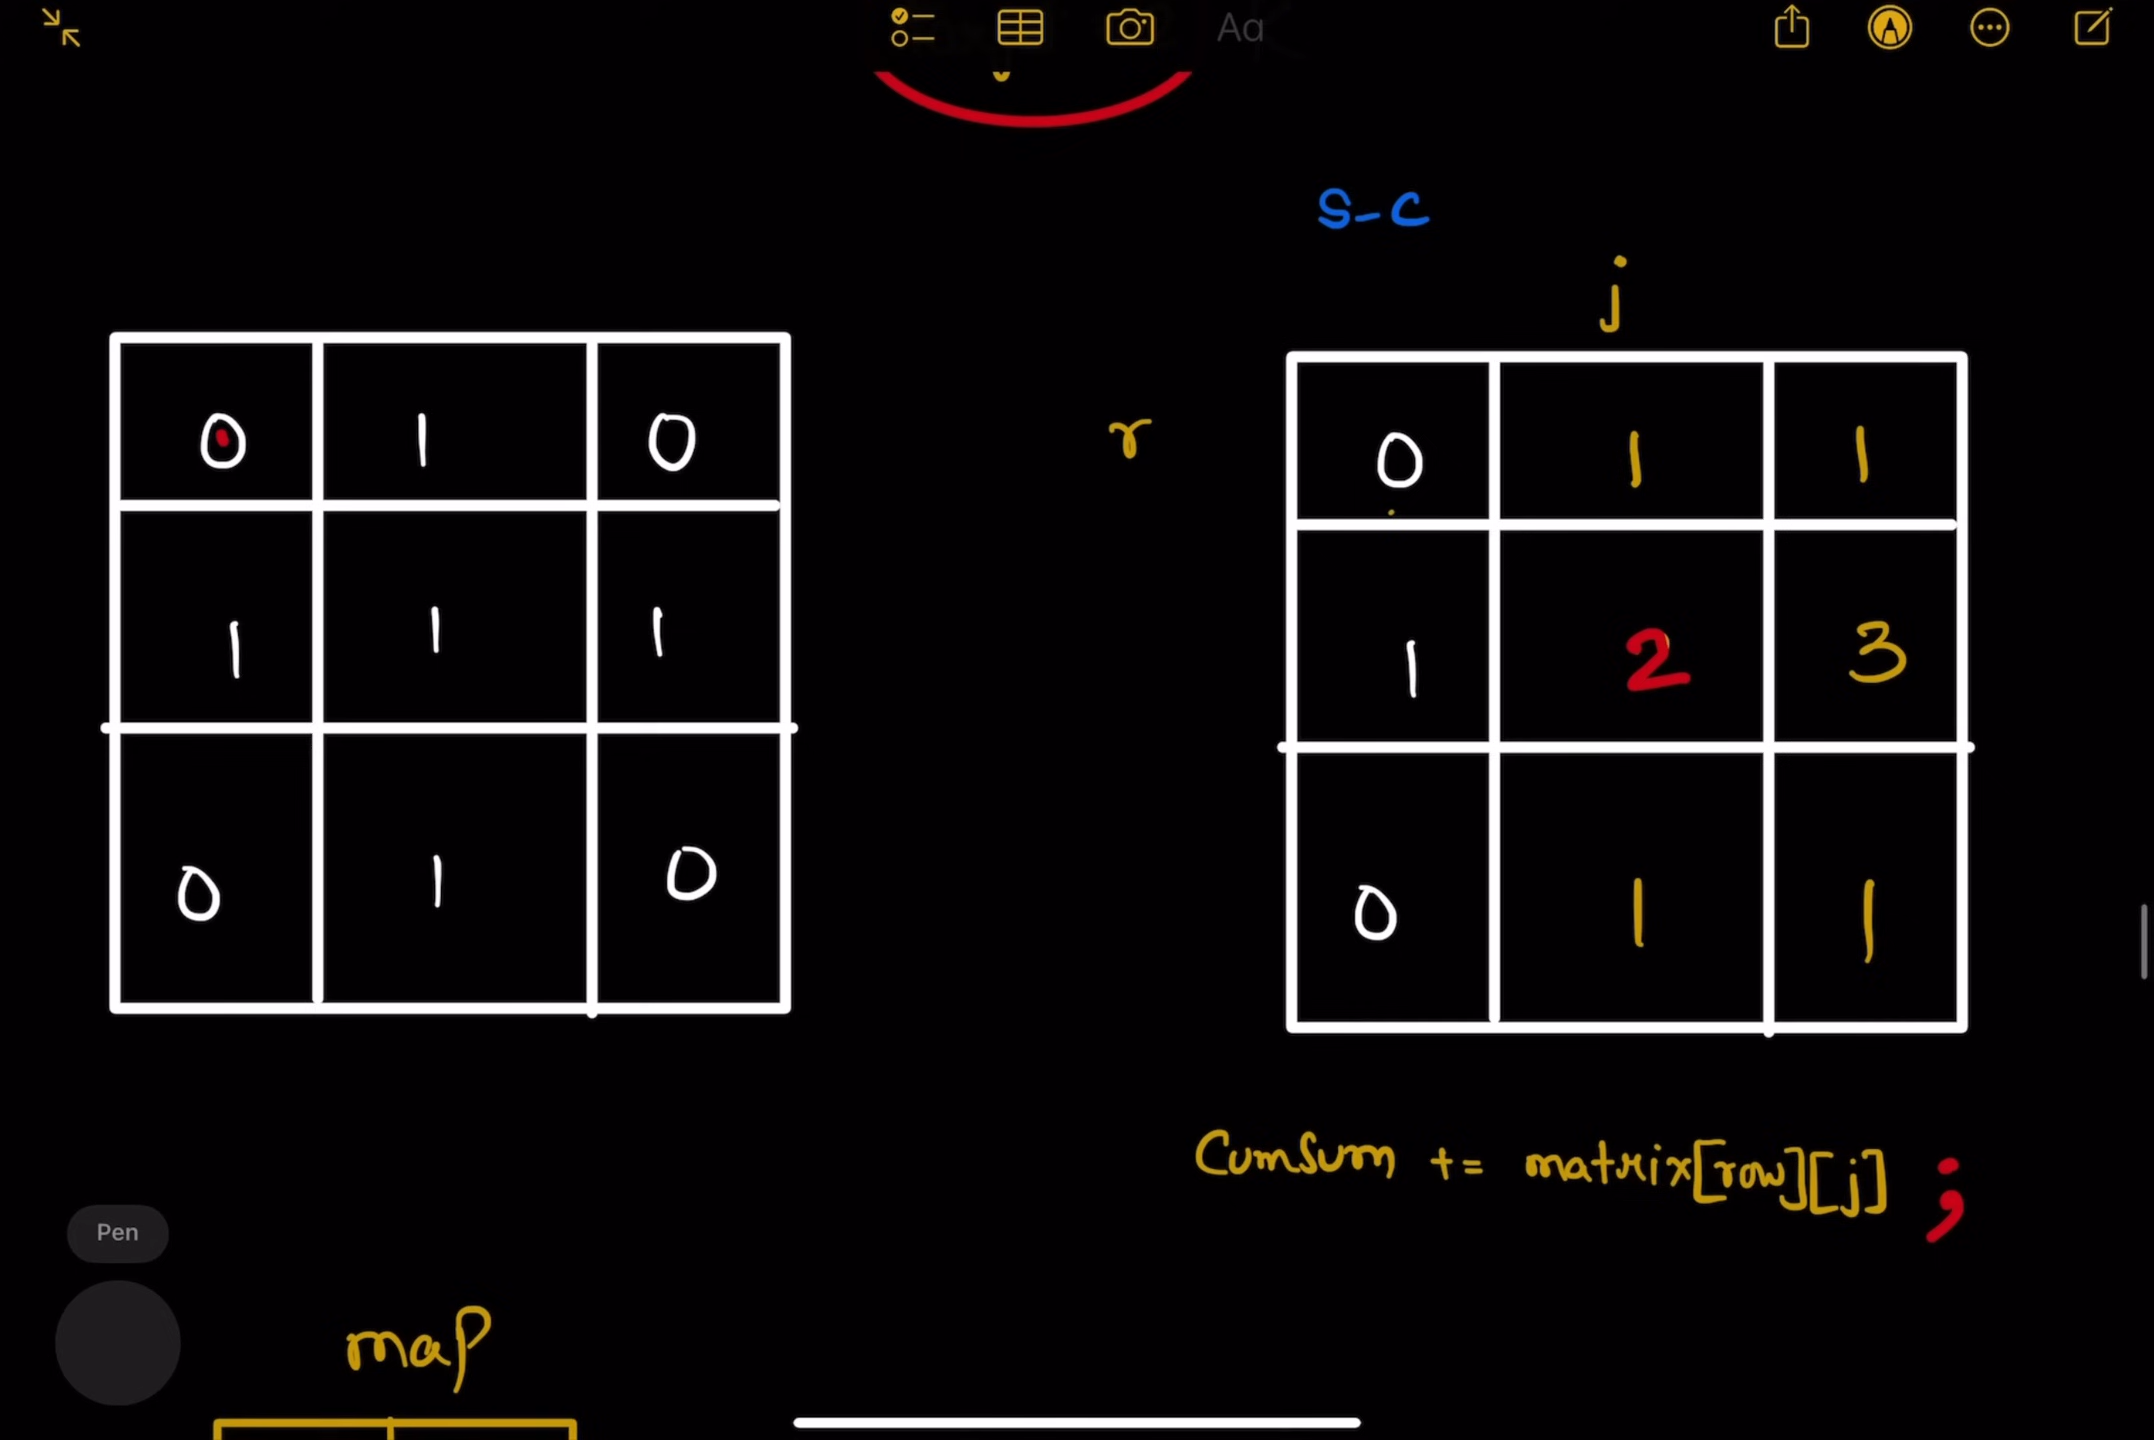 Aa
s-c
j
0 1 0
r
0 1 1
1 1 1
1 2 3
0 1 0
0 1 1
CumSum += matrix[row][j] ;
Pen
map